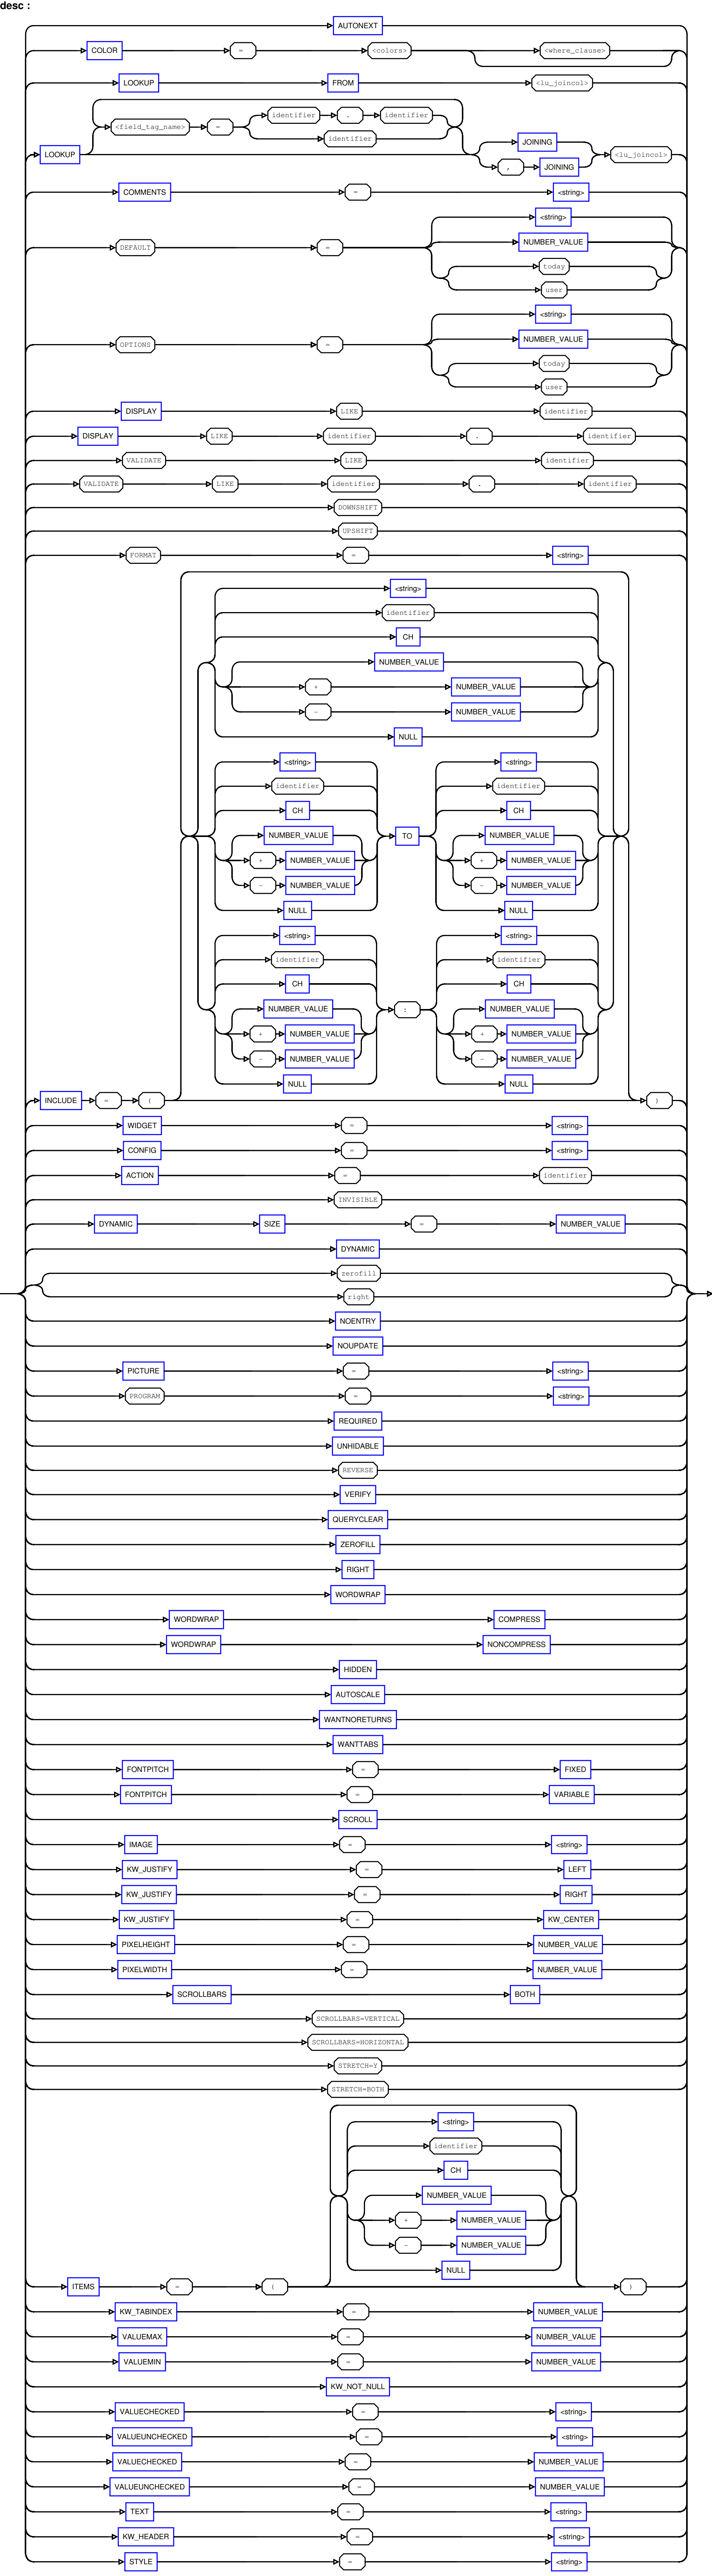 desc :
AUTONEXT
COLOR = <colors> <where_clause>
LOOKUP FROM <lu_joincol>
identifier . identifier
<field_tag_name> =
identifier
JOINING
LOOKUP <lu_joincol>
, JOINING
COMMENTS = <string>
<string>
NUMBER_VALUE
DEFAULT =
today
user
<string>
NUMBER_VALUE
OPTIONS =
today
user
DISPLAY LIKE identifier
DISPLAY LIKE identifier . identifier
VALIDATE LIKE identifier
VALIDATE LIKE identifier . identifier
DOWNSHIFT
UPSHIFT
FORMAT = <string>
<string>
identifier
CH
NUMBER_VALUE
+ NUMBER_VALUE
- NUMBER_VALUE
NULL
<string> <string>
identifier identifier
CH CH
NUMBER_VALUE TO NUMBER_VALUE
+ NUMBER_VALUE + NUMBER_VALUE
- NUMBER_VALUE - NUMBER_VALUE
NULL NULL
<string> <string>
identifier identifier
CH CH
NUMBER_VALUE : NUMBER_VALUE
+ NUMBER_VALUE + NUMBER_VALUE
- NUMBER_VALUE - NUMBER_VALUE
NULL NULL
INCLUDE = ( )
WIDGET = <string>
CONFIG = <string>
ACTION = identifier
INVISIBLE
DYNAMIC SIZE = NUMBER_VALUE
DYNAMIC
zerofill
right
NOENTRY
NOUPDATE
PICTURE = <string>
PROGRAM = <string>
REQUIRED
UNHIDABLE
REVERSE
VERIFY
QUERYCLEAR
ZEROFILL
RIGHT
WORDWRAP
WORDWRAP COMPRESS
WORDWRAP NONCOMPRESS
HIDDEN
AUTOSCALE
WANTNORETURNS
WANTTABS
FONTPITCH = FIXED
FONTPITCH = VARIABLE
SCROLL
IMAGE = <string>
KW_JUSTIFY = LEFT
KW_JUSTIFY = RIGHT
KW_JUSTIFY = KW_CENTER
PIXELHEIGHT = NUMBER_VALUE
PIXELWIDTH = NUMBER_VALUE
SCROLLBARS BOTH
SCROLLBARS=VERTICAL
SCROLLBARS=HORIZONTAL
STRETCH=Y
STRETCH=BOTH
<string>
identifier
CH
NUMBER_VALUE
+ NUMBER_VALUE
- NUMBER_VALUE
NULL
ITEMS = ( )
KW_TABINDEX = NUMBER_VALUE
VALUEMAX = NUMBER_VALUE
VALUEMIN = NUMBER_VALUE
KW_NOT_NULL
VALUECHECKED = <string>
VALUEUNCHECKED = <string>
VALUECHECKED = NUMBER_VALUE
VALUEUNCHECKED = NUMBER_VALUE
TEXT = <string>
KW_HEADER = <string>
STYLE = <string>